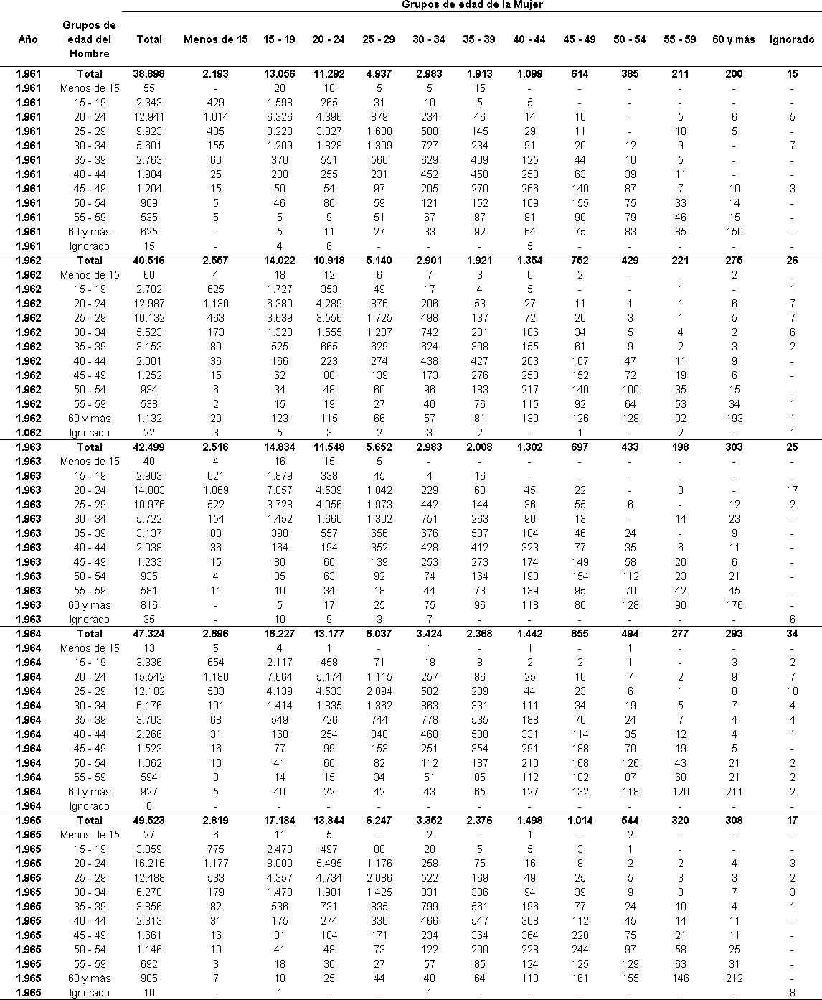 Grupos de edad de la Mujer
Año Grupos de edad del Hombre Total Menos de 15 15 - 19 20 - 24 25 - 29 30 - 34 35 - 39 40 - 44 45 - 49 50 - 54 55 - 59 60 y más Ignorado
1.961 Total 38.898 2.193 13.056 11.292 4.937 2.983 1.913 1.099 614 385 211 200 15
1.961 Menos de 15 55 - 20 10 5 5 15 - - - - - -
1.961 15 - 19 2.343 429 1.598 265 31 10 5 5 - - - - -
1.961 20 - 24 12.941 1.014 6.326 4.396 879 234 46 14 16 - 5 6 5
1.961 25 - 29 9.923 485 3.223 3.827 1.688 500 145 29 11 - 10 5 -
1.961 30 - 34 5.601 155 1.209 1.828 1.309 727 234 91 20 12 9 - 7
1.961 35 - 39 2.763 60 370 551 560 629 409 125 44 10 5 - -
1.961 40 - 44 1.984 25 200 255 231 452 458 250 63 39 11 - -
1.961 45 - 49 1.204 15 50 54 97 205 270 266 140 87 7 10 3
1.961 50 - 54 909 5 46 80 59 121 152 169 155 75 33 14 -
1.961 55 - 59 535 5 5 9 51 67 87 81 90 79 46 15 -
1.961 60 y más 625 - 5 11 27 33 92 64 75 83 85 150 -
1.961 Ignorado 15 - 4 6 - - - 5 - - - - -
1.962 Total 40.516 2.557 14.022 10.918 5.140 2.901 1.921 1.354 752 429 221 275 26
1.962 Menos de 15 60 4 18 12 6 7 3 6 2 - - 2 -
1.962 15 - 19 2.782 625 1.727 353 49 17 4 5 - - 1 - 1
1.962 20 - 24 12.987 1.130 6.380 4.289 876 206 53 27 11 1 1 6 7
1.962 25 - 29 10.132 463 3.639 3.556 1.725 498 137 72 26 3 1 5 7
1.962 30 - 34 5.523 173 1.328 1.555 1.287 742 281 106 34 5 4 2 6
1.962 35 - 39 3.153 80 525 665 629 624 398 155 61 9 2 3 2
1.962 40 - 44 2.001 36 166 223 274 438 427 263 107 47 11 9 -
1.962 45 - 49 1.252 15 62 80 139 173 276 258 152 72 19 6 -
1.962 50 - 54 934 6 34 48 60 96 183 217 140 100 35 15 -
1.962 55 - 59 538 2 15 19 27 40 76 115 92 64 53 34 1
1.962 60 y más 1.132 20 123 115 66 57 81 130 126 128 92 193 1
1.062 Ignorado 22 3 5 3 2 3 2 - 1 - 2 - 1
1.963 Total 42.499 2.516 14.834 11.548 5.652 2.983 2.008 1.302 697 433 198 303 25
1.963 Menos de 15 40 4 16 15 5 - - - - - - - -
1.963 15 - 19 2.903 621 1.879 338 45 4 16 - - - - - -
1.963 20 - 24 14.083 1.069 7.057 4.539 1.042 229 60 45 22 - 3 - 17
1.963 25 - 29 10.976 522 3.728 4.056 1.973 442 144 36 55 6 - 12 2
1.963 30 - 34 5.722 154 1.452 1.660 1.302 751 263 90 13 - 14 23 -
1.963 35 - 39 3.137 80 398 557 656 676 507 184 46 24 - 9 -
1.963 40 - 44 2.038 36 164 194 352 428 412 323 77 35 6 11 -
1.963 45 - 49 1.233 15 80 66 139 253 273 174 149 58 20 6 -
1.963 50 - 54 935 4 35 63 92 74 164 193 154 112 23 21 -
1.963 55 - 59 581 11 10 34 18 44 73 139 95 70 42 45 -
1.963 60 y más 816 - 5 17 25 75 96 118 86 128 90 176 -
1.963 Ignorado 35 - 10 9 3 7 - - - - - - 6
1.964 Total 47.324 2.696 16.227 13.177 6.037 3.424 2.368 1.442 855 494 277 293 34
1.964 Menos de 15 13 5 4 1 - 1 - 1 - 1 - - -
1.964 15 - 19 3.336 654 2.117 458 71 18 8 2 2 1 - 3 2
1.964 20 - 24 15.542 1.180 7.664 5.174 1.115 257 86 25 16 7 2 9 7
1.964 25 - 29 12.182 533 4.139 4.533 2.094 582 209 44 23 6 1 8 10
1.964 30 - 34 6.176 191 1.414 1.835 1.362 863 331 111 34 19 5 7 4
1.964 35 - 39 3.703 68 549 726 744 778 535 188 76 24 7 4 4
1.964 40 - 44 2.266 31 168 254 340 468 508 331 114 35 12 4 1
1.964 45 - 49 1.523 16 77 99 153 251 354 291 188 70 19 5 -
1.964 50 - 54 1.062 10 41 60 82 112 187 210 168 126 43 21 2
1.964 55 - 59 594 3 14 15 34 51 85 112 102 87 68 21 2
1.964 60 y más 927 5 40 22 42 43 65 127 132 118 120 211 2
1.964 Ignorado 0 - - - - - - - - - - - -
1.965 Total 49.523 2.819 17.184 13.844 6.247 3.352 2.376 1.498 1.014 544 320 308 17
1.965 Menos de 15 27 6 11 5 - 2 - 1 - 2 - - -
1.965 15 - 19 3.859 775 2.473 497 80 20 5 5 3 1 - - -
1.965 20 - 24 16.216 1.177 8.000 5.495 1.176 258 75 16 8 2 2 4 3
1.965 25 - 29 12.488 533 4.357 4.734 2.086 522 169 49 25 5 3 3 2
1.965 30 - 34 6.270 179 1.473 1.901 1.425 831 306 94 39 9 3 7 3
1.965 35 - 39 3.856 82 536 731 835 799 561 196 77 24 10 4 1
1.965 40 - 44 2.313 31 175 274 330 466 547 308 112 45 14 11 -
1.965 45 - 49 1.661 16 81 104 171 234 364 364 220 75 21 11 -
1.965 50 - 54 1.146 10 41 48 73 122 200 228 244 97 58 25 -
1.965 55 - 59 692 3 18 30 27 57 85 124 125 129 63 31 -
1.965 60 y más 985 7 18 25 44 40 64 113 161 155 146 212 -
1.965 Ignorado 10 - 1 - - 1 - - - - - - 8